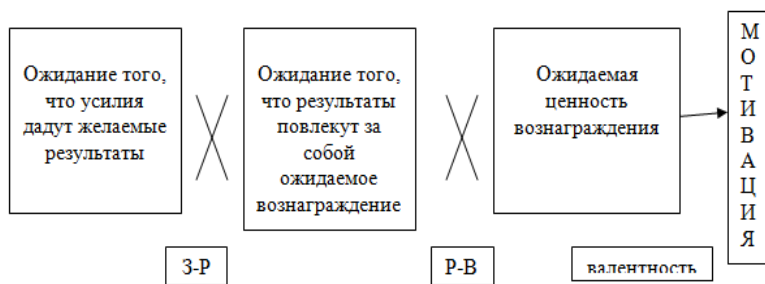 Ожидание того,
что усилия
дадут желаемые
результаты
Ожидание того,
что результаты
повлекут за
собой
ожидаемое
вознаграждение
Ожидаемая
ценность
вознаграждения
М
О
Т
И
В
А
Ц
И
Я
З-Р
Р-В
валентность